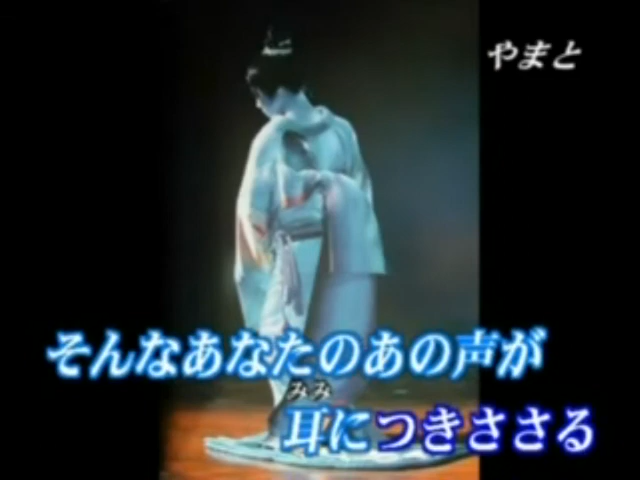 やまと
そんなあなたのあの声が
みみ
耳につきささる